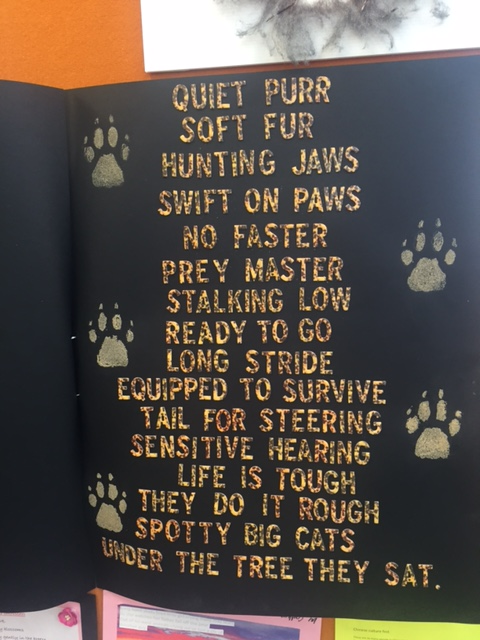 QUIET PURR
SOFT FUR
HUNTING JAWS
SWIFT ON PAWS
NO FASTER
PREY MASTER
STALKING LOW
READY TO GO
LONG STRIDE
EQUIPPED TO SURVIVE
TAIL FOR STEERING
SENSITIVE HEARING
LIFE IS TOUGH
THEY DO IT ROUGH
SPOTTY BIG CATS
UNDER THE TREE THEY SAT.